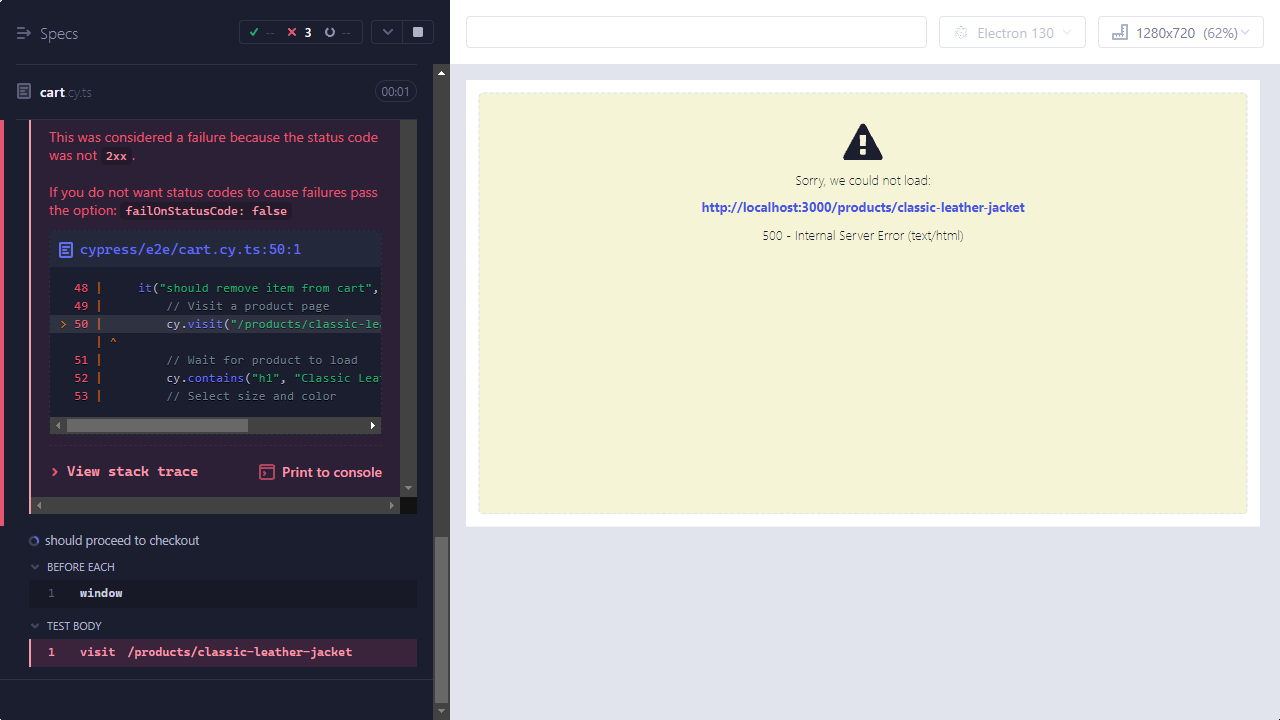 Specs
--
3
--
Electron 130
1280x720 (62%)
cart.cy.ts
00:01
This was considered a failure because the status code
was not 2xx.
If you do not want status codes to cause failures pass
the option: failOnStatusCode: false
cypress/e2e/cart.cy.ts:50:1
48 | it("should remove item from cart",
49 | // Visit a product page
> 50 | cy.visit("/products/classic-lea
| ^
51 | // Wait for product to load
52 | cy.contains("h1", "Classic Leat
53 | // Select size and color
View stack trace
Print to console
should proceed to checkout
BEFORE EACH
1 window
TEST BODY
1 visit /products/classic-leather-jacket
Sorry, we could not load:
http://localhost:3000/products/classic-leather-jacket
500 - Internal Server Error (text/html)